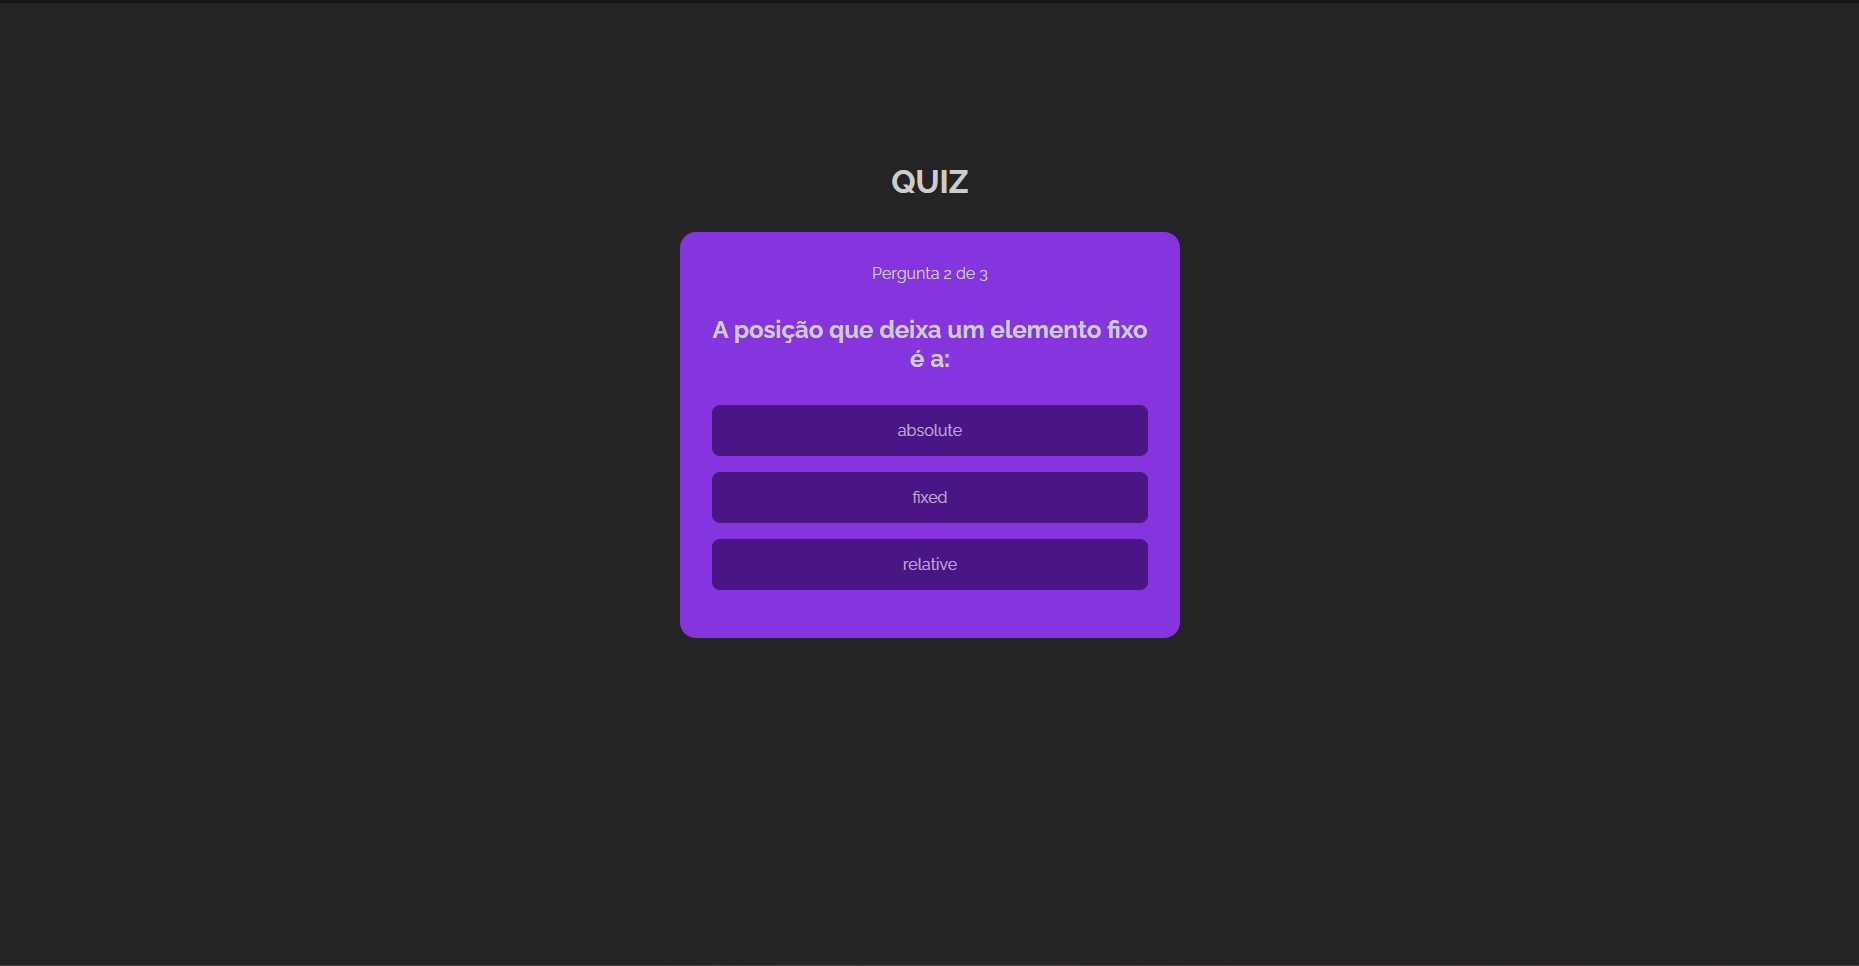 QUIZ
Pergunta 2 de 3
A posição que deixa um elemento fixo
é a:
absolute
fixed
relative